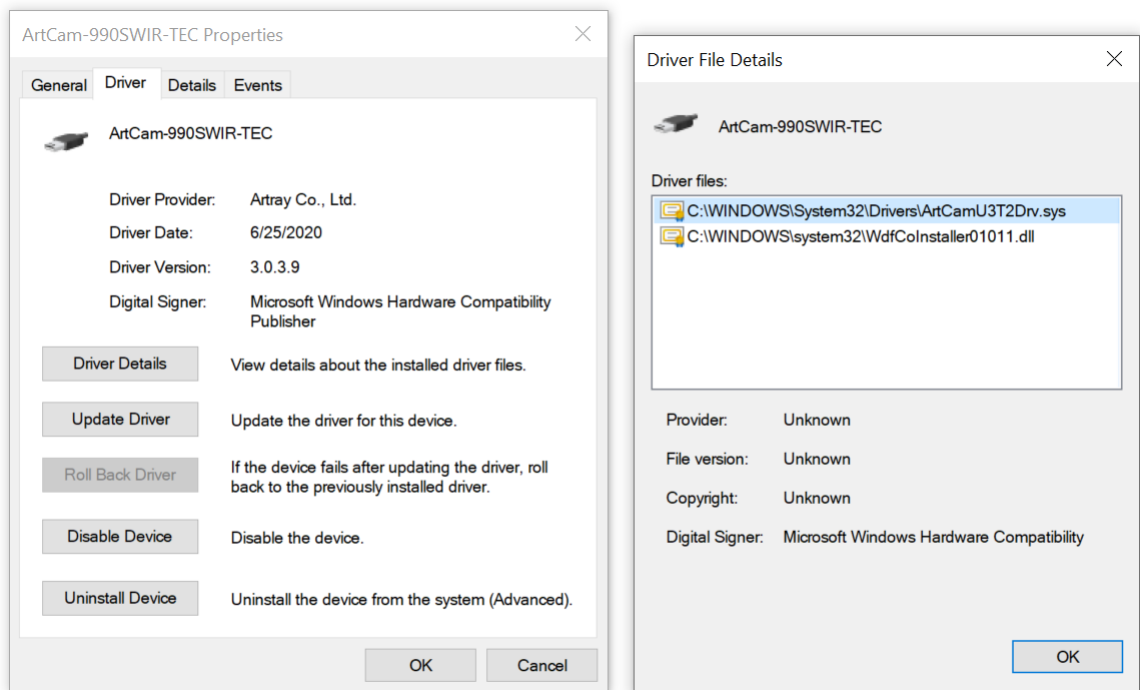 ArtCam-990SWIR-TEC Properties
General Driver Details Events
ArtCam-990SWIR-TEC
Driver Provider: Artray Co., Ltd.
Driver Date: 6/25/2020
Driver Version: 3.0.3.9
Digital Signer: Microsoft Windows Hardware Compatibility
Publisher
Driver Details View details about the installed driver files.
Update Driver Update the driver for this device.
Roll Back Driver If the device fails after updating the driver, roll
back to the previously installed driver.
Disable Device Disable the device.
Uninstall Device Uninstall the device from the system (Advanced).
OK Cancel
Driver File Details
ArtCam-990SWIR-TEC
Driver files:
C:\WINDOWS\System32\Drivers\ArtCamU3T2Drv.sys
C:\WINDOWS\system32\WdfCoInstaller01011.dll
Provider: Unknown
File version: Unknown
Copyright: Unknown
Digital Signer: Microsoft Windows Hardware Compatibility
OK